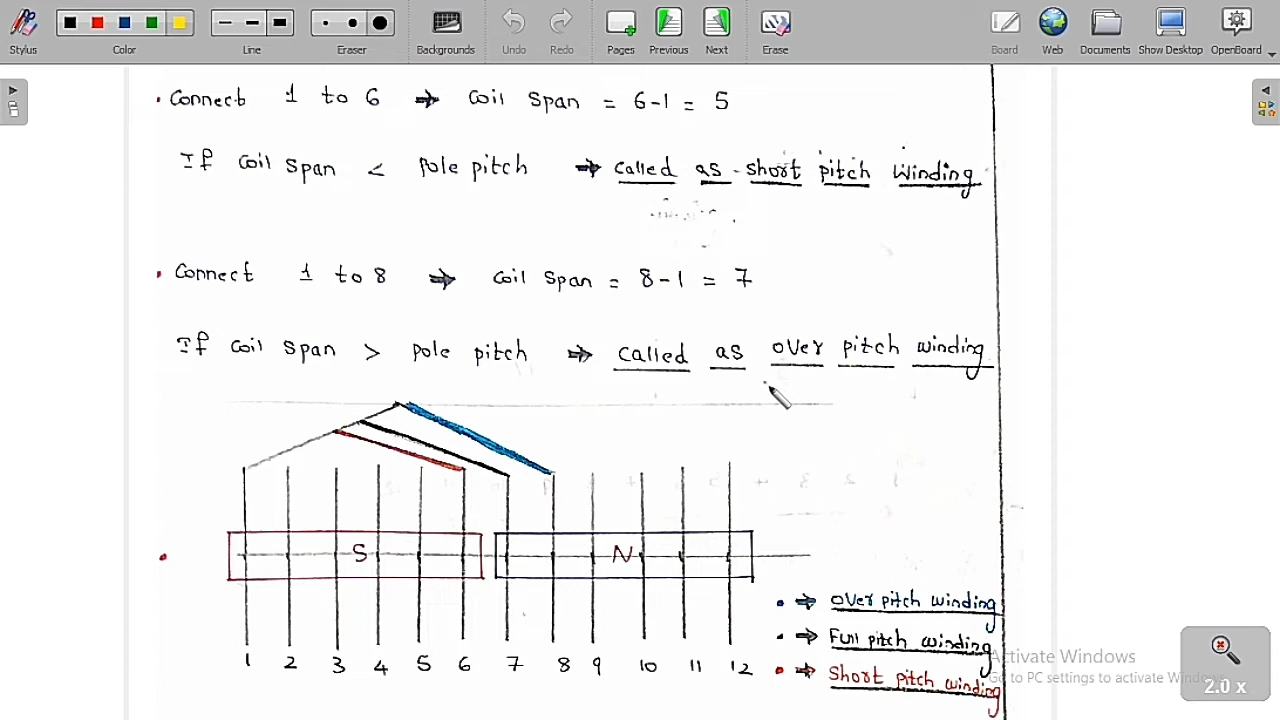 Stylus Color Line Eraser Backgrounds Undo Redo Pages Previous Next Erase Board Web Documents Show Desktop OpenBoard
• Connect 1 to 6 → Coil Span = 6-1 = 5
If Coil Span < Pole pitch → called as short pitch winding
• Connect 1 to 8 → Coil Span = 8-1 = 7
If Coil Span > Pole pitch → called as over pitch winding
S N
1 2 3 4 5 6 7 8 9 10 11 12
• → Over pitch winding
• → Full pitch winding
• → Short pitch winding
Activate Windows
Go to PC settings to activate Windows.
2.0 x